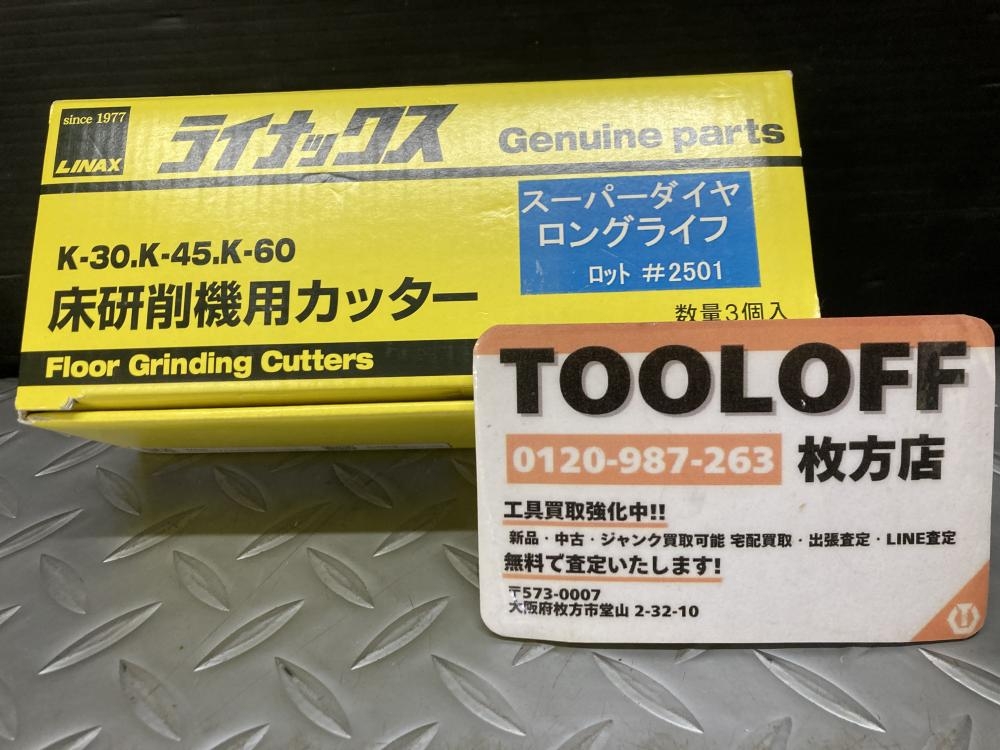 since 1977
LINAX
ライナックス
Genuine parts
スーパーダイヤ
ロングライフ
ロット #2501
K-30.K-45.K-60
床研削機用カッター
数量3個入
Floor Grinding Cutters
TOOLOFF
0120-987-263 枚方店
工具買取強化中!!
新品・中古・ジャンク買取可能 宅配買取・出張査定・LINE査定
無料で査定いたします!
〒573-0007
大阪府枚方市堂山 2-32-10